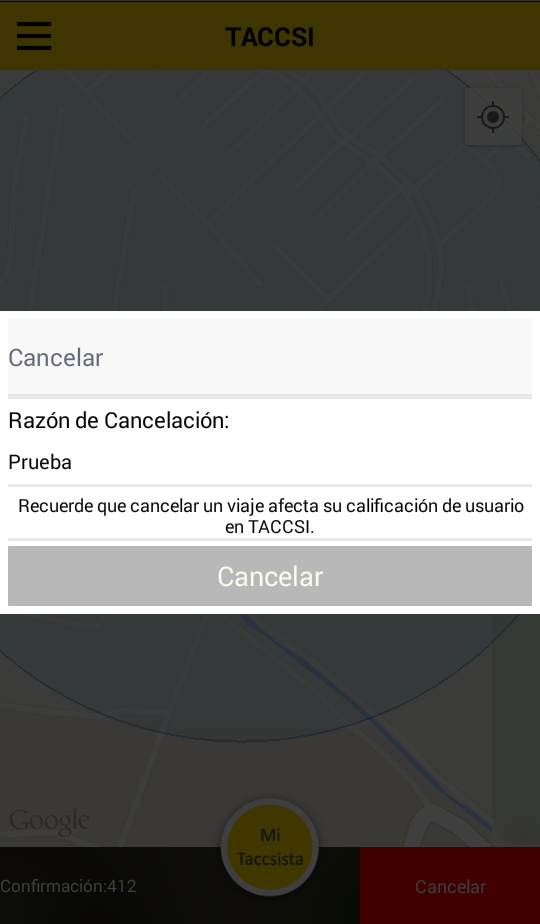 TACCSI
Cancelar
Razón de Cancelación:
Prueba
Recuerde que cancelar un viaje afecta su calificación de usuario
en TACCSI.
Cancelar
Google
Mi
Taccsista
Confirmación:412
Cancelar